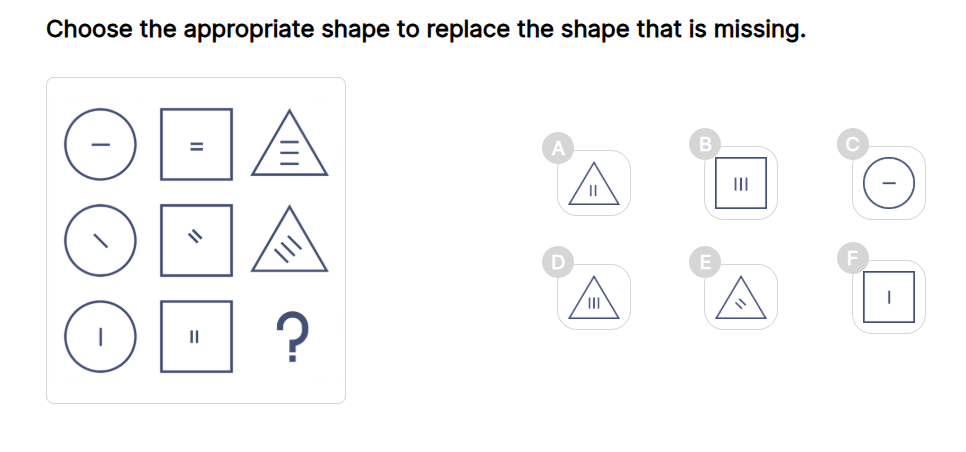 Choose the appropriate shape to replace the shape that is missing.
?
A
B
C
D
E
F